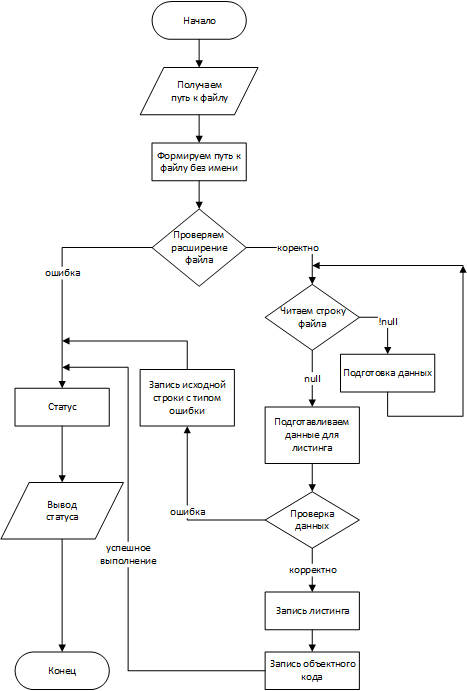 Начало
Получаем
путь к файлу
Формируем путь к
файлу без имени
Проверяем
расширение
файла
коректно
ошибка
Читаем строку
файла
!null
Подготовка данных
null
Запись исходной
строки с типом
ошибки
Статус
Подготавливаем
данные для
листинга
Вывод
статуса
ошибка
Проверка
данных
успешное
выполнение
корректно
Запись листинга
Запись объектного
кода
Конец